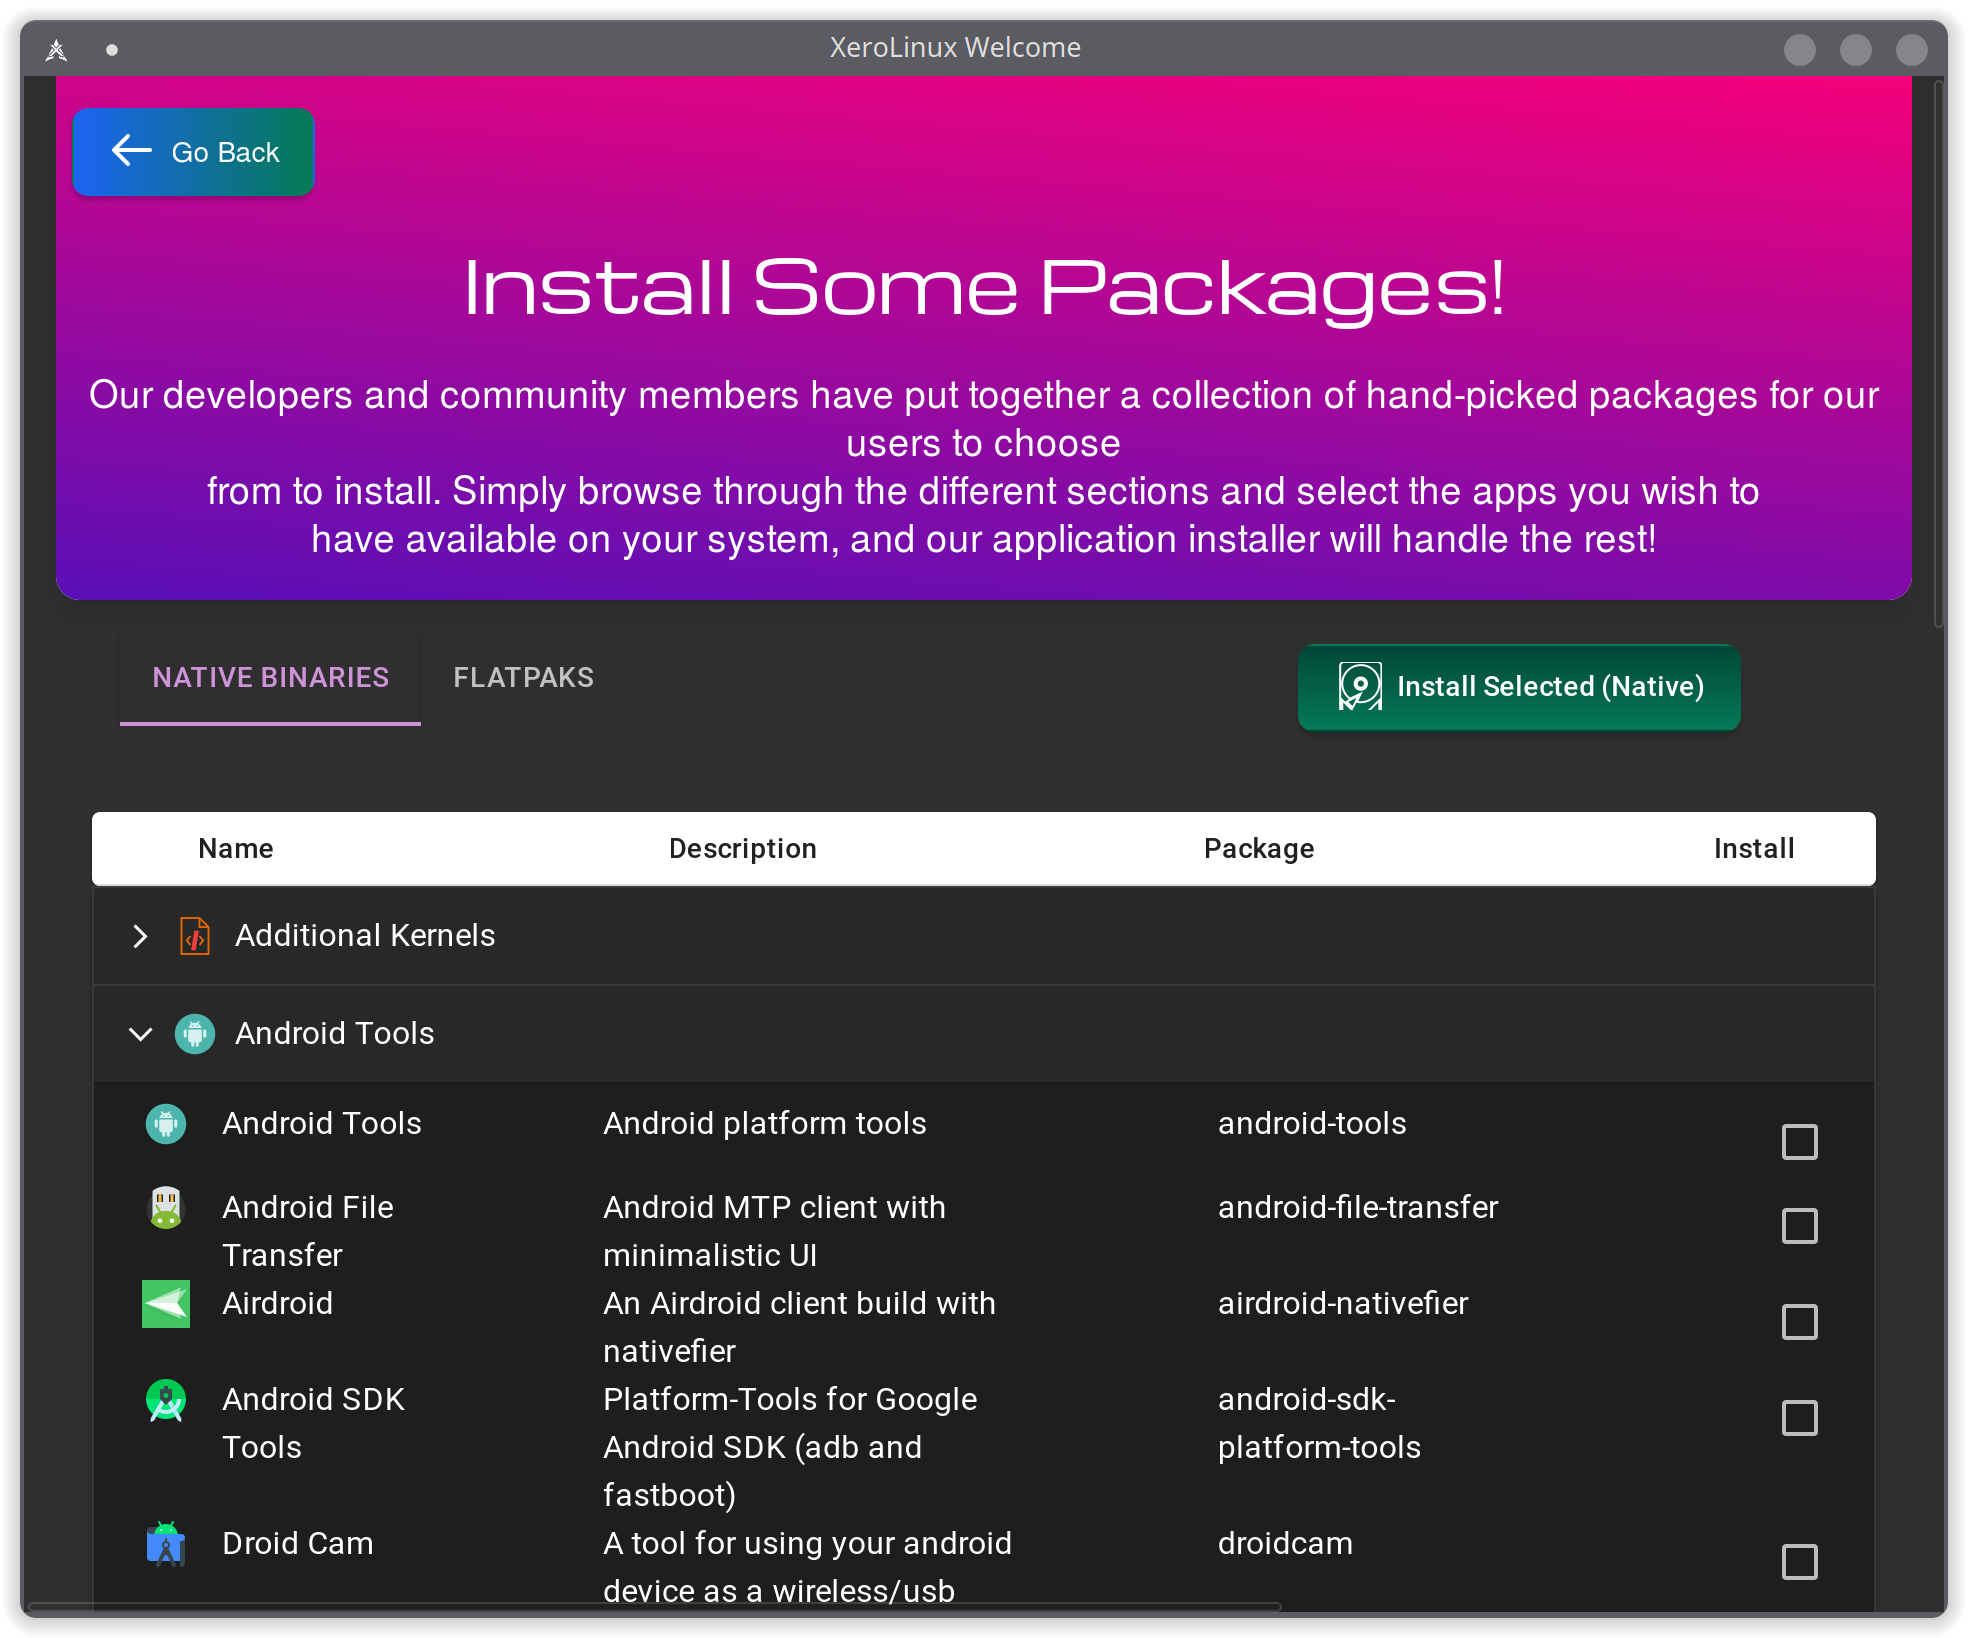 XeroLinux Welcome
Go Back
Install Some Packages!
Our developers and community members have put together a collection of hand-picked packages for our
users to choose
from to install. Simply browse through the different sections and select the apps you wish to
have available on your system, and our application installer will handle the rest!
NATIVE BINARIES
FLATPAKS
Install Selected (Native)
Name Description Package Install
Additional Kernels
Android Tools
Android Tools Android platform tools android-tools
Android File Android MTP client with android-file-transfer
Transfer minimalistic UI
Airdroid An Airdroid client build with airdroid-nativefier
nativefier
Android SDK Platform-Tools for Google android-sdk-
Tools Android SDK (adb and platform-tools
fastboot)
Droid Cam A tool for using your android droidcam
device as a wireless/usb